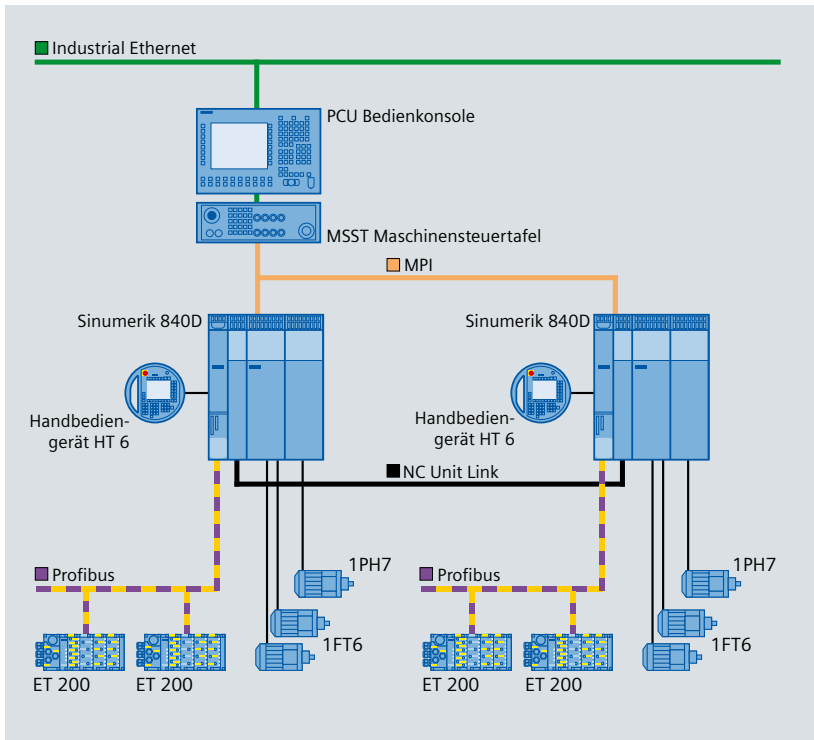 Industrial Ethernet
PCU Bedienkonsole
MSST Maschinensteuertafel
MPI
Sinumerik 840D
Sinumerik 840D
Handbedien-
gerät HT 6
Handbedien-
gerät HT 6
NC Unit Link
Profibus
1PH7
Profibus
1PH7
1FT6
1FT6
ET 200
ET 200
ET 200
ET 200